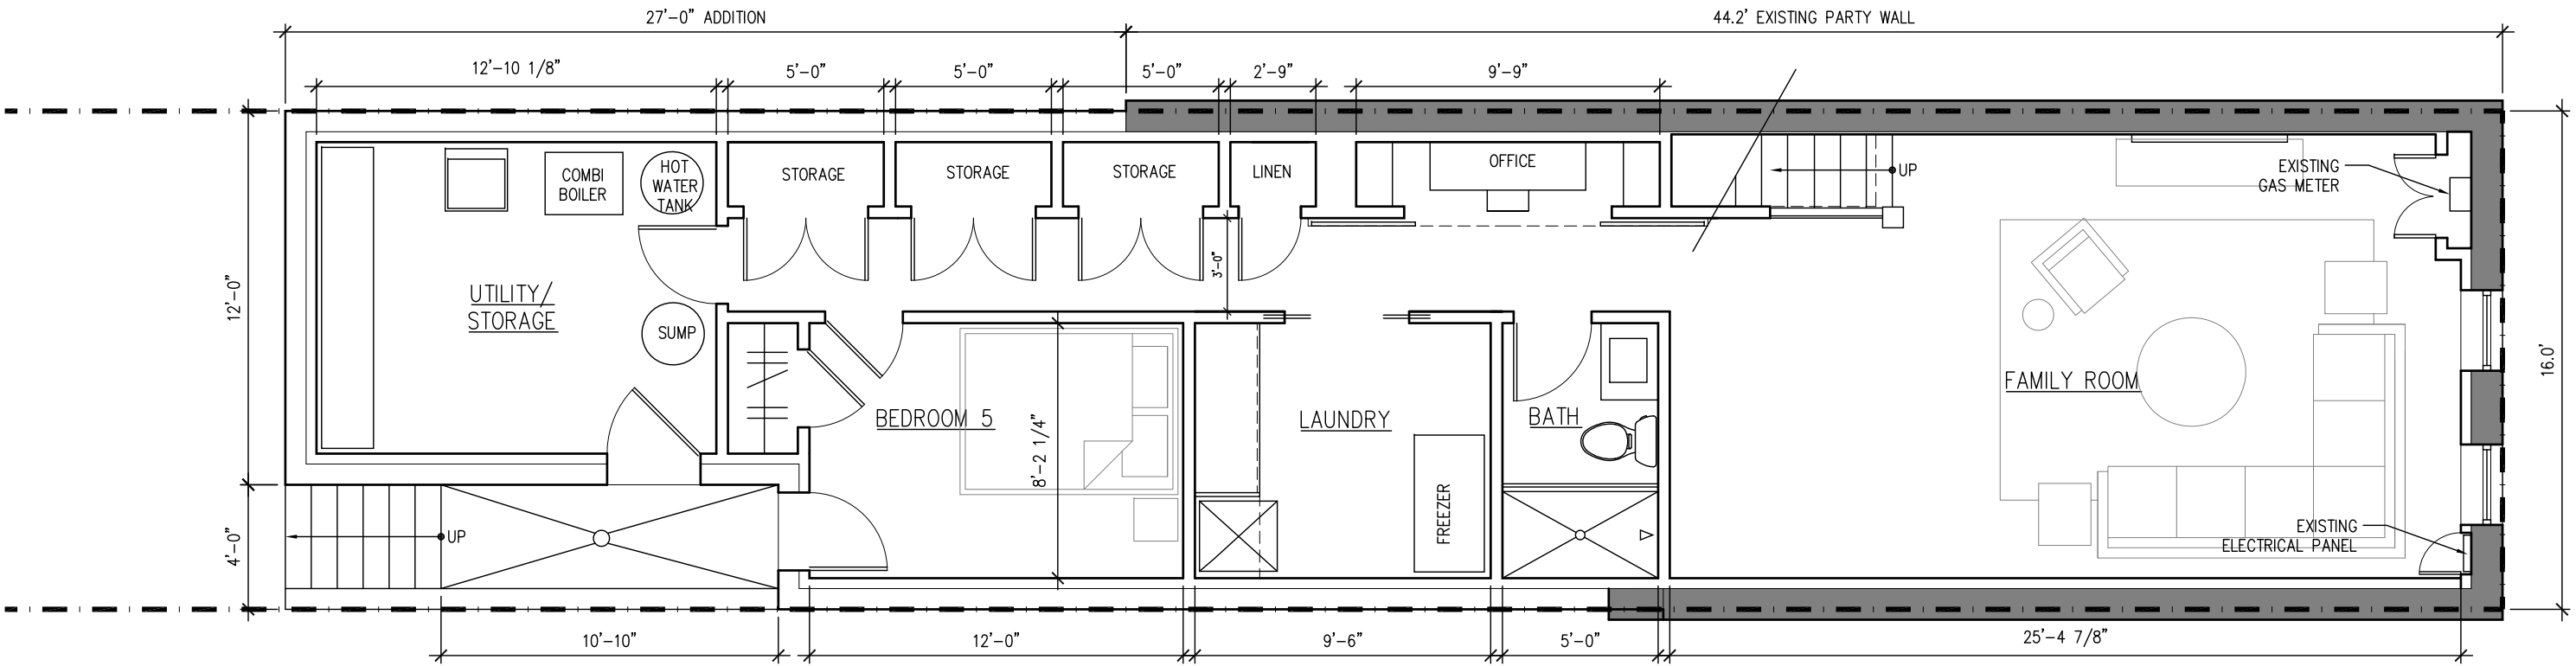 27'-0" ADDITION
44.2' EXISTING PARTY WALL
12'-10 1/8"
5'-0"
5'-0"
5'-0"
2'-9"
9'-9"
COMBI
BOILER
HOT
WATER
TANK
STORAGE
STORAGE
STORAGE
LINEN
OFFICE
UP
EXISTING
GAS METER
12'-0"
UTILITY/
STORAGE
SUMP
3'-0"
16.0'
BEDROOM 5
8'-2 1/4"
LAUNDRY
BATH
FAMILY ROOM
4'-0"
UP
FREEZER
EXISTING
ELECTRICAL PANEL
10'-10"
12'-0"
9'-6"
5'-0"
25'-4 7/8"